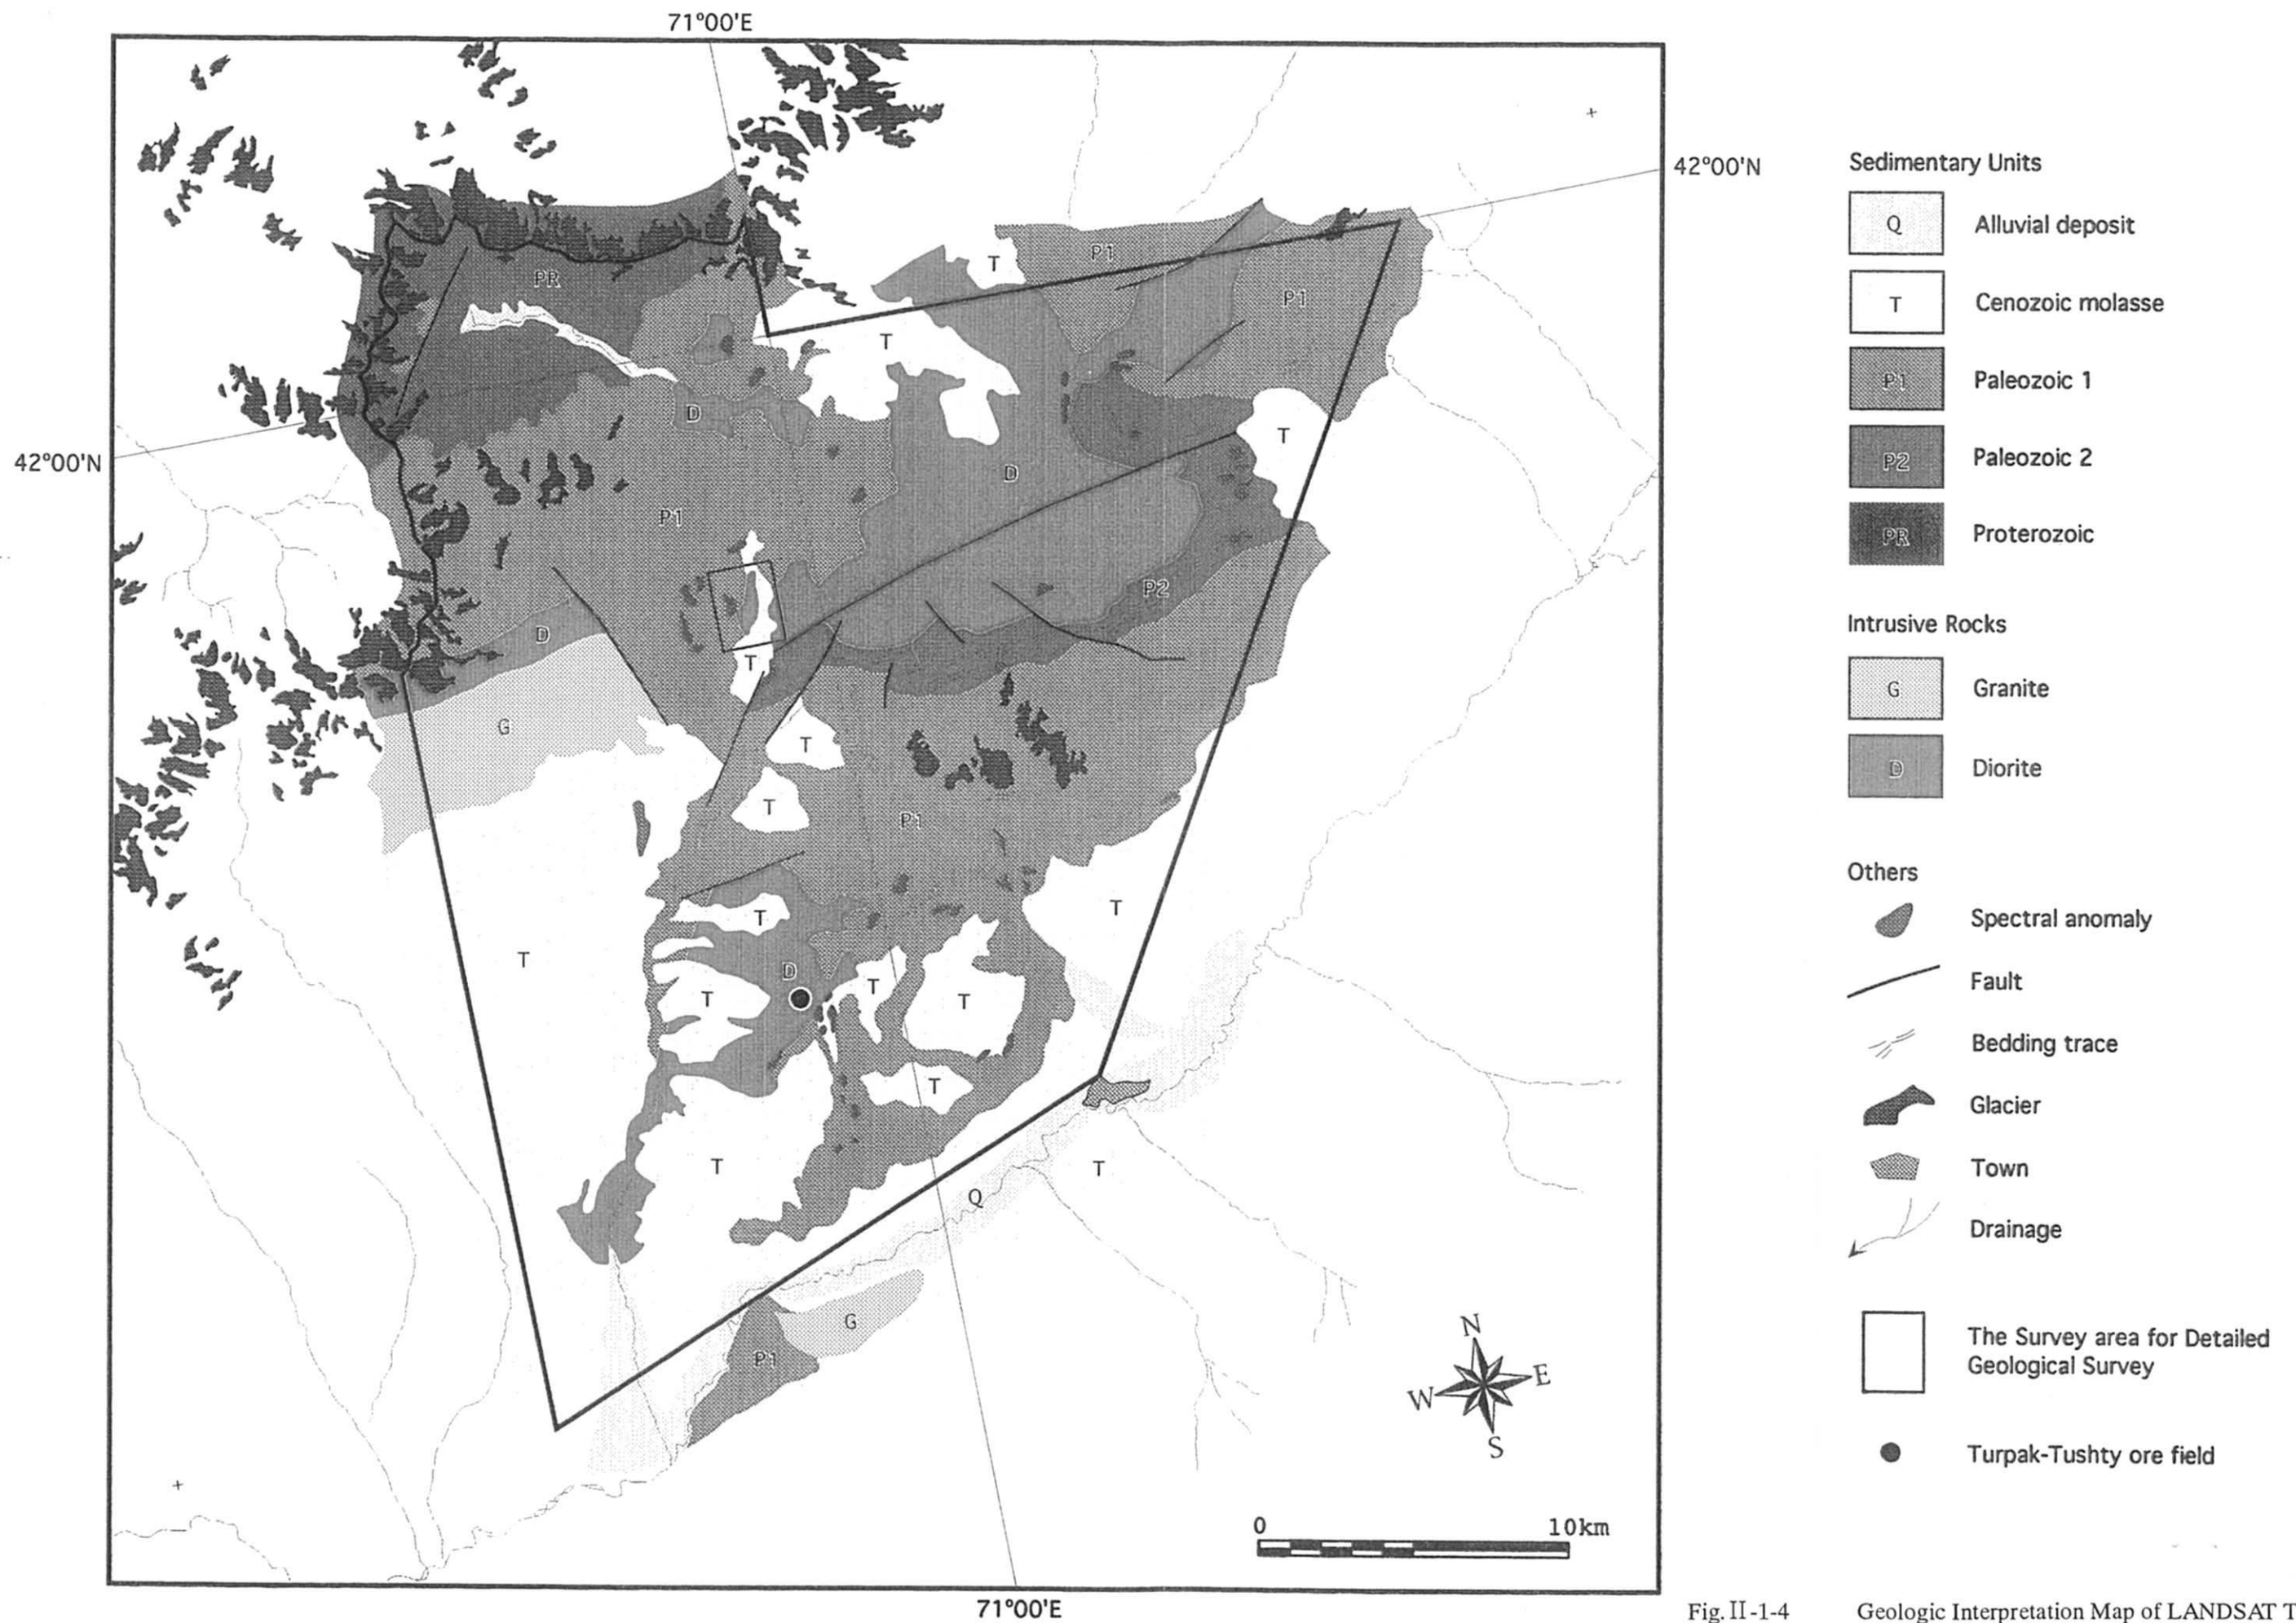 71°00'E
42°00'N
42°00'N
71°00'E
T
P1
P1
PR
T
D
T
D
P1
P2
D
T
G
T
T
P1
T
T
T
D
T
T
T
T
T
T
Q
G
P1
N
W
E
S
0 10km
Sedimentary Units
Q Alluvial deposit
T Cenozoic molasse
P1 Paleozoic 1
P2 Paleozoic 2
PR Proterozoic
Intrusive Rocks
G Granite
D Diorite
Others
Spectral anomaly
Fault
Bedding trace
Glacier
Town
Drainage
The Survey area for Detailed
Geological Survey
Turpak-Tushty ore field
Fig. II-1-4 Geologic Interpretation Map of LANDSAT